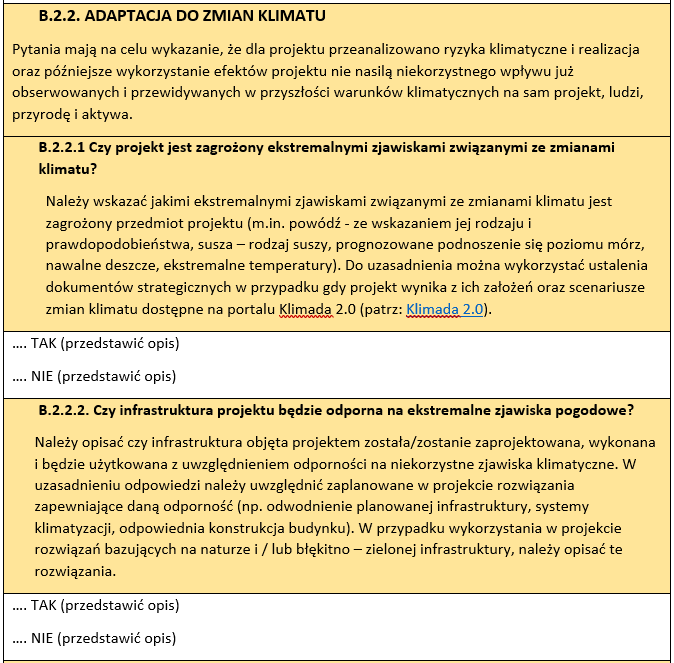 B.2.2. ADAPTACJA DO ZMIAN KLIMATU
Pytania mają na celu wykazanie, że dla projektu przeanalizowano ryzyka klimatyczne i realizacja
oraz późniejsze wykorzystanie efektów projektu nie nasilą niekorzystnego wpływu już
obserwowanych i przewidywanych w przyszłości warunków klimatycznych na sam projekt, ludzi,
przyrodę i aktywa.
B.2.2.1 Czy projekt jest zagrożony ekstremalnymi zjawiskami związanymi ze zmianami
klimatu?
Należy wskazać jakimi ekstremalnymi zjawiskami związanymi ze zmianami klimatu jest
zagrożony przedmiot projektu (m.in. powódź - ze wskazaniem jej rodzaju i
prawdopodobieństwa, susza – rodzaj suszy, prognozowane podnoszenie się poziomu mórz,
nawalne deszcze, ekstremalne temperatury). Do uzasadnienia można wykorzystać ustalenia
dokumentów strategicznych w przypadku gdy projekt wynika z ich założeń oraz scenariusze
zmian klimatu dostępne na portalu Klimada 2.0 (patrz: Klimada 2.0).
.... TAK (przedstawić opis)
.... NIE (przedstawić opis)
B.2.2.2. Czy infrastruktura projektu będzie odporna na ekstremalne zjawiska pogodowe?
Należy opisać czy infrastruktura objęta projektem została/zostanie zaprojektowana, wykonana
i będzie użytkowana z uwzględnieniem odporności na niekorzystne zjawiska klimatyczne. W
uzasadnieniu odpowiedzi należy uwzględnić zaplanowane w projekcie rozwiązania
zapewniające daną odporność (np. odwodnienie planowanej infrastruktury, systemy
klimatyzacji, odpowiednia konstrukcja budynku). W przypadku wykorzystania w projekcie
rozwiązań bazujących na naturze i / lub błękitno – zielonej infrastruktury, należy opisać te
rozwiązania.
.... TAK (przedstawić opis)
.... NIE (przedstawić opis)